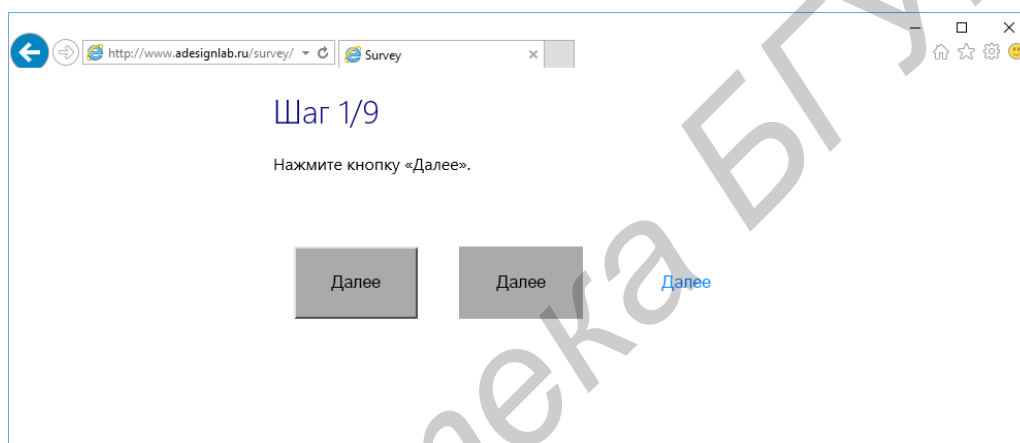 http://www.adesignlab.ru/survey/
Survey
Шаг 1/9
Нажмите кнопку «Далее».
Далее
Далее
Далее